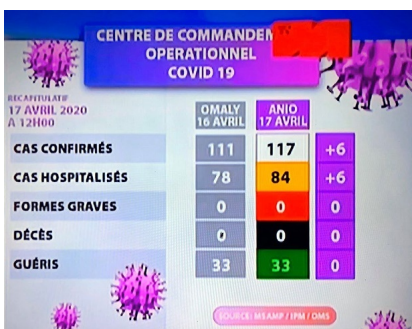 CENTRE DE COMMANDEM
OPERATIONNEL
COVID 19
RECAPITULATIF
17 AVRIL 2020
A 12H00
OMALY
16 AVRIL
ANIO
17 AVRIL
CAS CONFIRMÉS 111 117 +6
CAS HOSPITALISÉS 78 84 +6
FORMES GRAVES 0 0 0
DÉCÈS 0 0 0
GUÉRIS 33 33 0
SOURCE: MSAMP / IPM / DMS